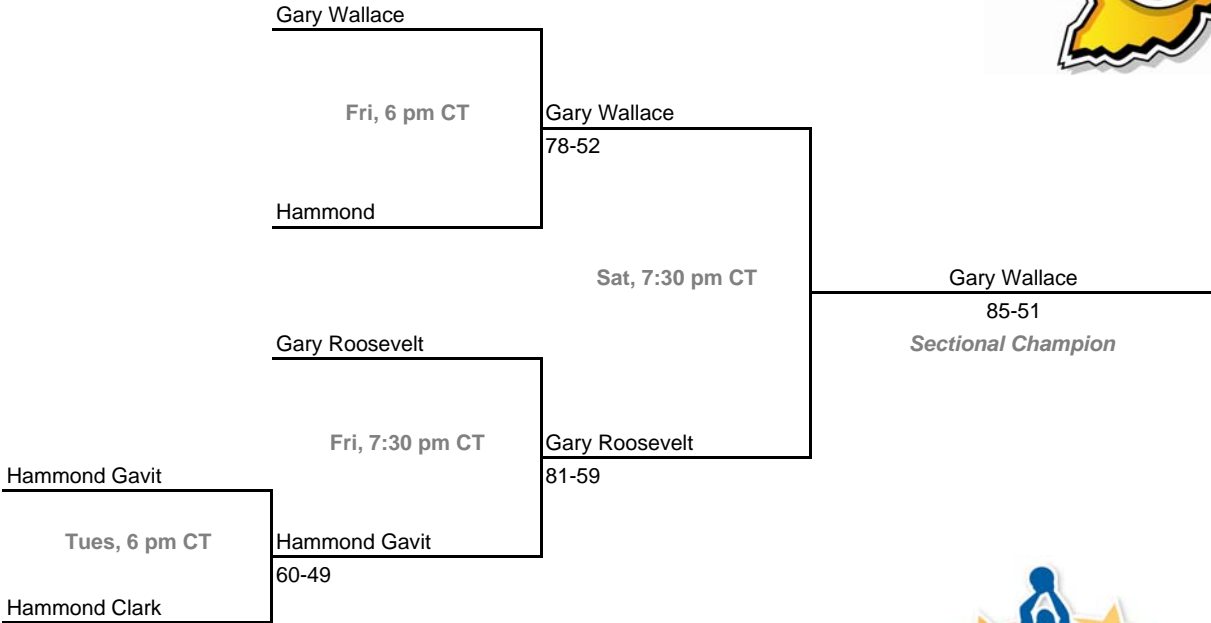 Gary Wallace
Fri, 6 pm CT
Gary Wallace
78-52
Hammond
Sat, 7:30 pm CT
Gary Wallace
85-51
Sectional Champion
Gary Roosevelt
Fri, 7:30 pm CT
Gary Roosevelt
81-59
Hammond Gavit
Tues, 6 pm CT
Hammond Gavit
60-49
Hammond Clark